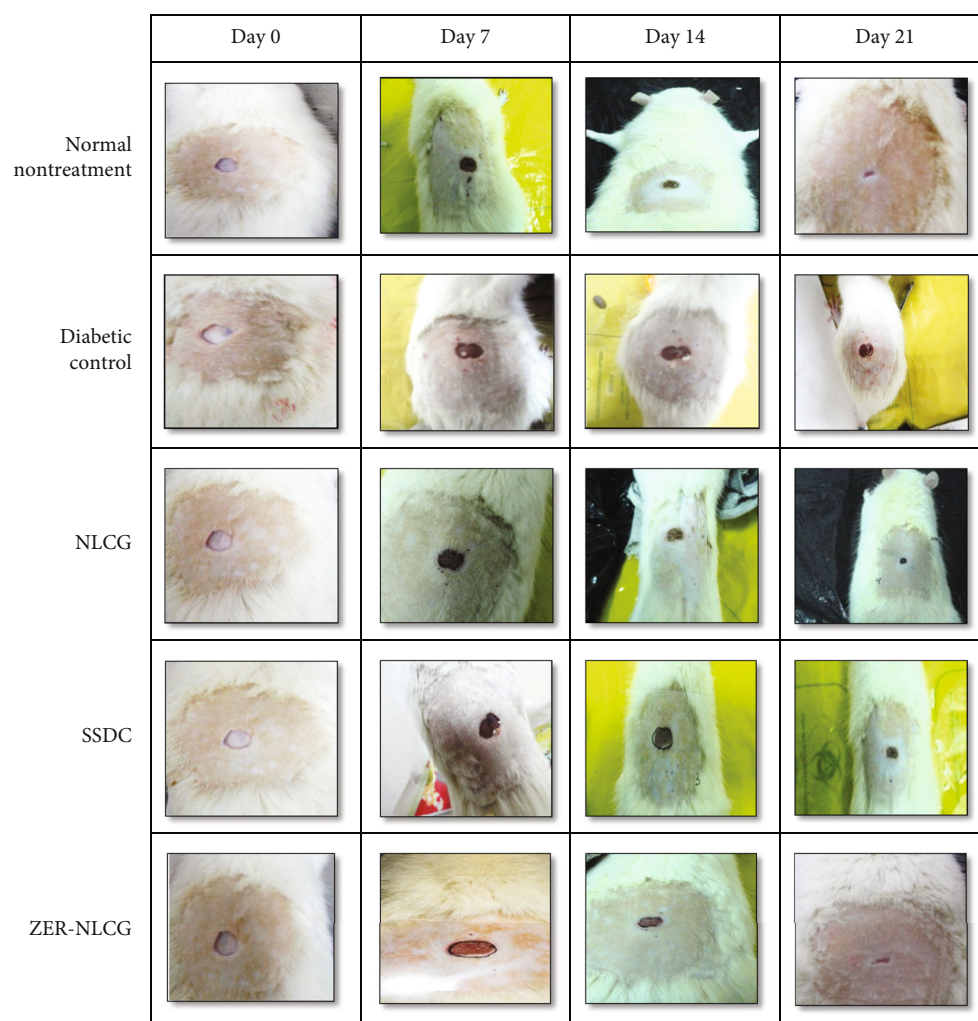 Day 0 Day 7 Day 14 Day 21
Normal
nontreatment
Diabetic
control
NLCG
SSDC
ZER-NLCG